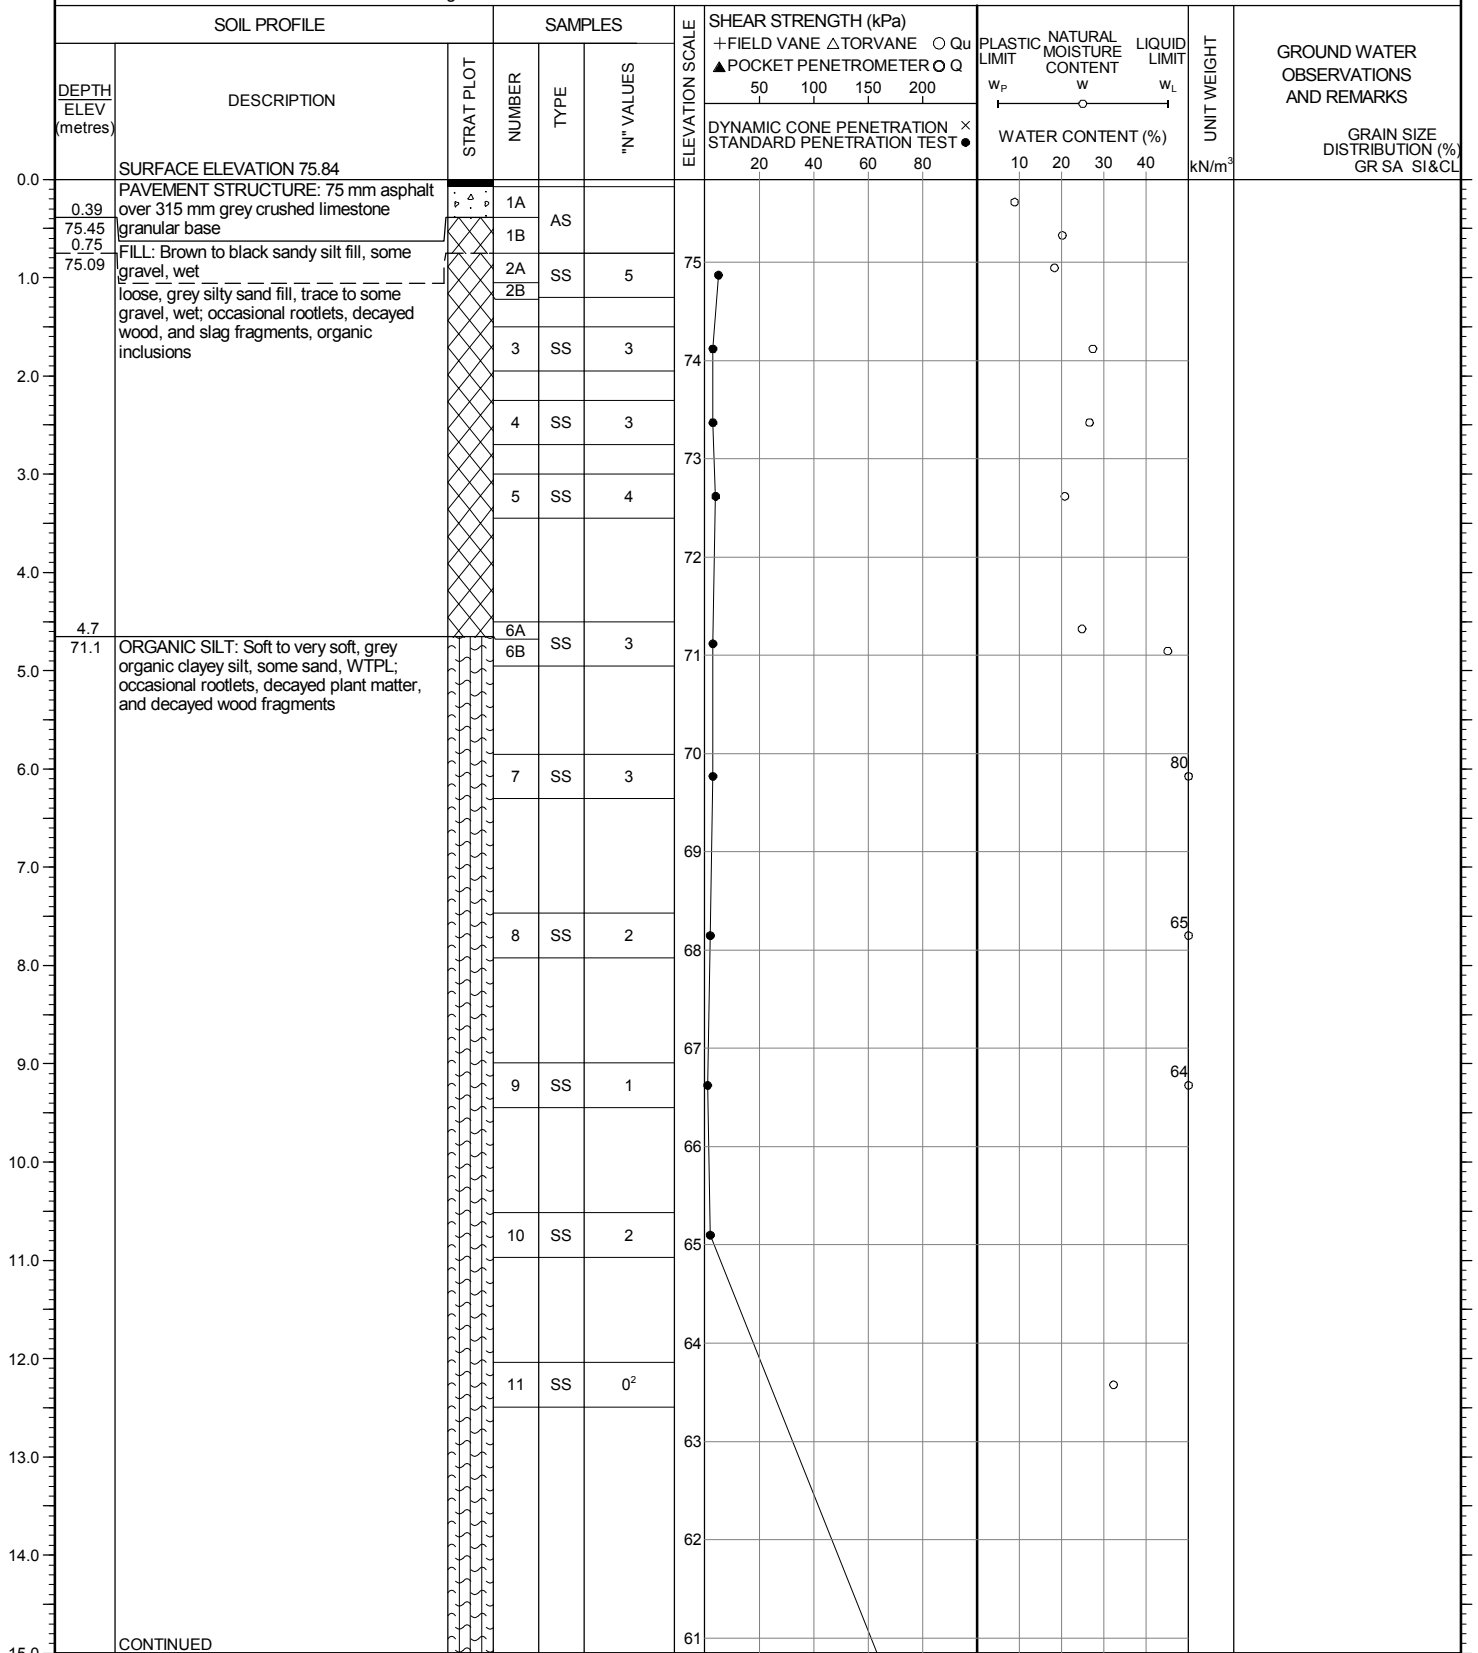 SOIL PROFILE
SAMPLES
ELEVATION SCALE
SHEAR STRENGTH (kPa)
+FIELD VANE △TORVANE ○ Qu
▲POCKET PENETROMETER ○ Q
50 100 150 200
DYNAMIC CONE PENETRATION ×
STANDARD PENETRATION TEST ●
20 40 60 80
PLASTIC LIMIT
NATURAL MOISTURE CONTENT
LIQUID LIMIT
wP w wL
WATER CONTENT (%)
10 20 30 40
UNIT WEIGHT
kN/m³
GROUND WATER
OBSERVATIONS
AND REMARKS
GRAIN SIZE
DISTRIBUTION (%)
GR SA SI&CL
DEPTH
ELEV
(metres)
DESCRIPTION
STRAT PLOT
NUMBER
TYPE
"N" VALUES
SURFACE ELEVATION 75.84
0.0
PAVEMENT STRUCTURE: 75 mm asphalt
over 315 mm grey crushed limestone
granular base
0.39
75.45
0.75
75.09
FILL: Brown to black sandy silt fill, some
gravel, wet
loose, grey silty sand fill, trace to some
gravel, wet; occasional rootlets, decayed
wood, and slag fragments, organic
inclusions
1A
1B
AS
2A
2B
SS 5
75
1.0
3 SS 3
74
2.0
4 SS 3
73
3.0
5 SS 4
72
4.0
4.7
71.1
ORGANIC SILT: Soft to very soft, grey
organic clayey silt, some sand, WTPL;
occasional rootlets, decayed plant matter,
and decayed wood fragments
6A
6B
SS 3
71
5.0
70
80
6.0
7 SS 3
69
7.0
65
8 SS 2
68
8.0
67
9.0
64
9 SS 1
66
10.0
10 SS 2
65
11.0
64
12.0
11 SS 0²
63
13.0
62
14.0
61
CONTINUED